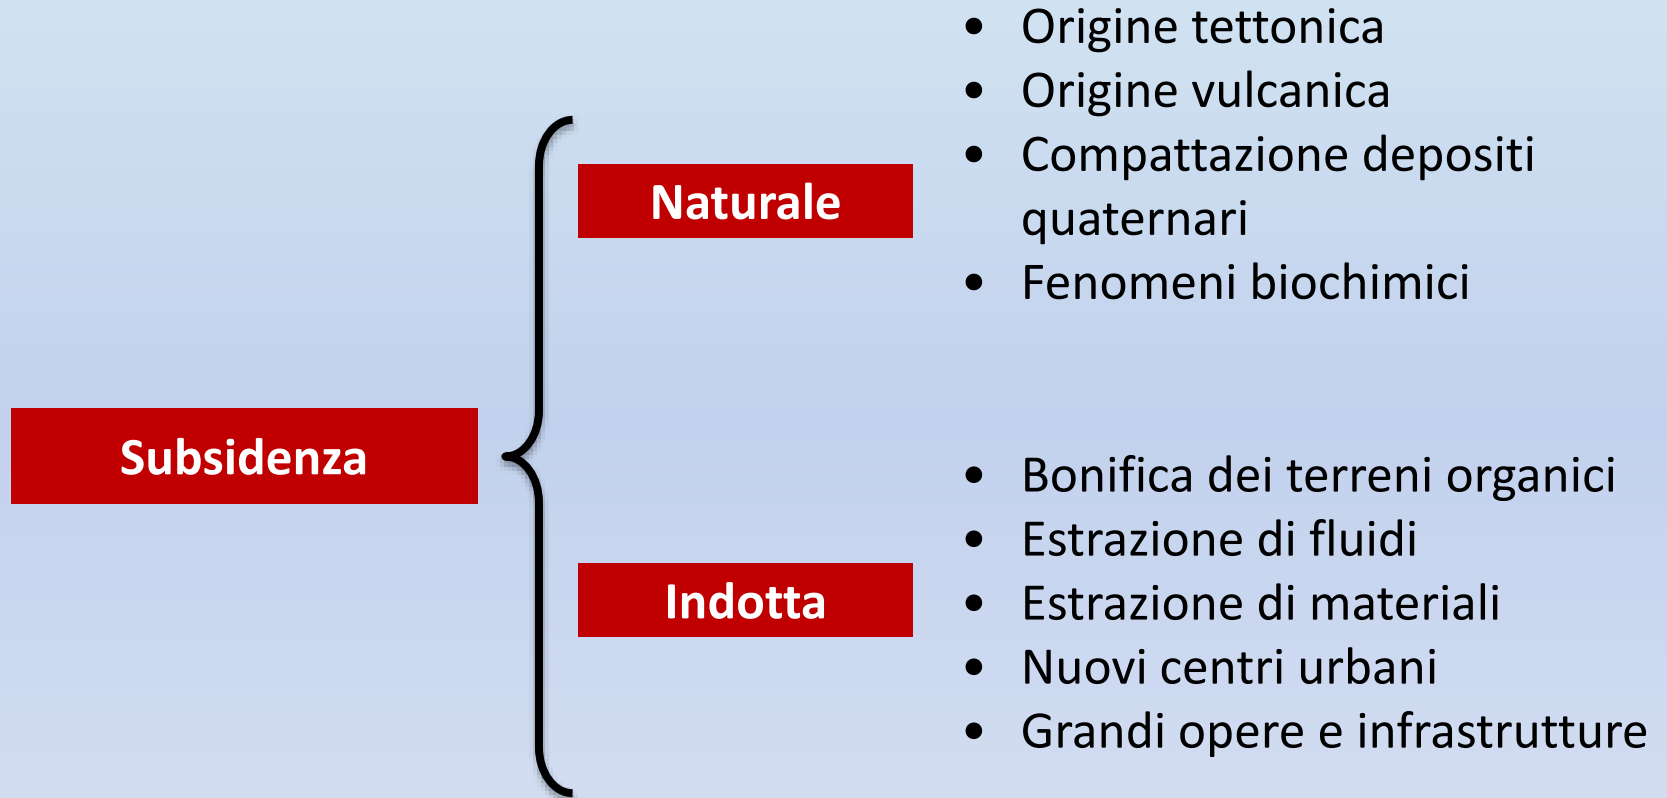 Subsidenza
Naturale
• Origine tettonica
• Origine vulcanica
• Compattazione depositi
quaternari
• Fenomeni biochimici
Indotta
• Bonifica dei terreni organici
• Estrazione di fluidi
• Estrazione di materiali
• Nuovi centri urbani
• Grandi opere e infrastrutture